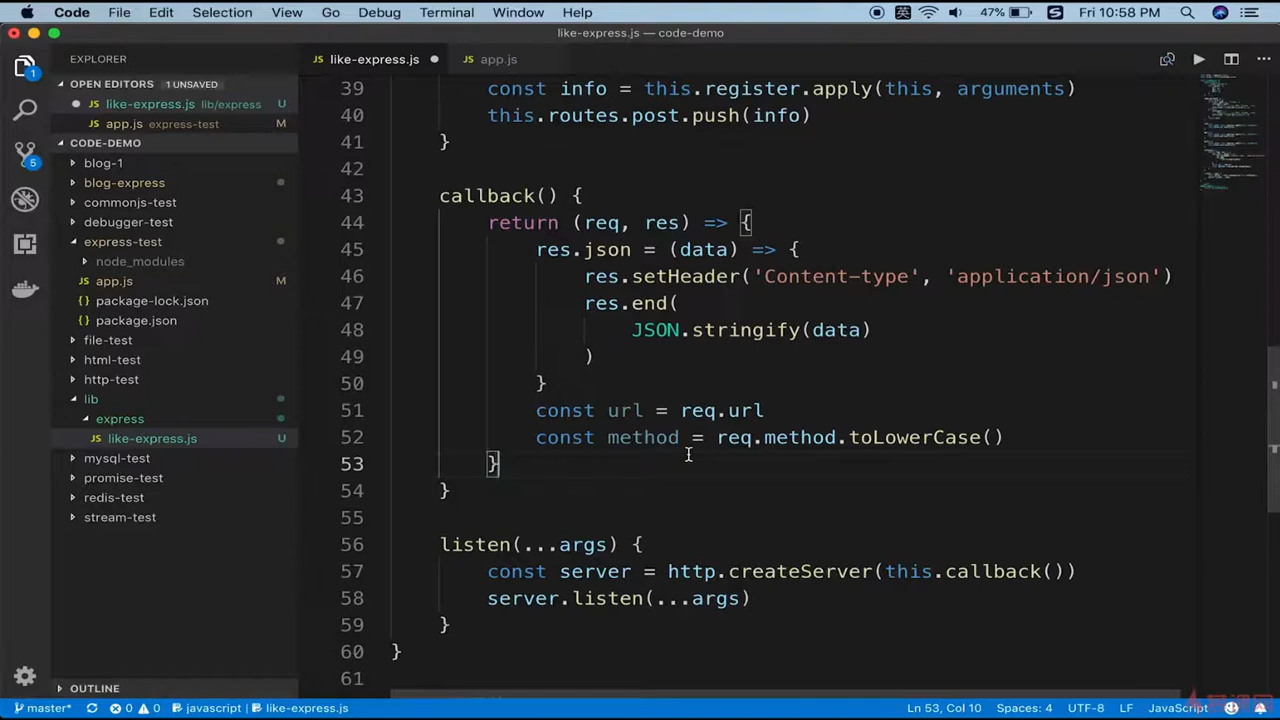 Code File Edit Selection View Go Debug Terminal Window Help 英 47% S Fri 10:58 PM
like-express.js — code-demo
EXPLORER
OPEN EDITORS 1 UNSAVED
like-express.js lib/express U
app.js express-test M
CODE-DEMO
blog-1
blog-express
commonjs-test
debugger-test
express-test
node_modules
app.js M
package-lock.json
package.json
file-test
html-test
http-test
lib
express
like-express.js U
mysql-test
promise-test
redis-test
stream-test
OUTLINE
1
5
JS like-express.js JS app.js
39 const info = this.register.apply(this, arguments)
40 this.routes.post.push(info)
41 }
42
43 callback() {
44 return (req, res) => {
45 res.json = (data) => {
46 res.setHeader('Content-type', 'application/json')
47 res.end(
48 JSON.stringify(data)
49 )
50 }
51 const url = req.url
52 const method = req.method.toLowerCase()
53 }
54 }
55
56 listen(...args) {
57 const server = http.createServer(this.callback())
58 server.listen(...args)
59 }
60 }
61
master* 0 0 javascript like-express.js Ln 53, Col 10 Spaces: 4 UTF-8 LF JavaScript